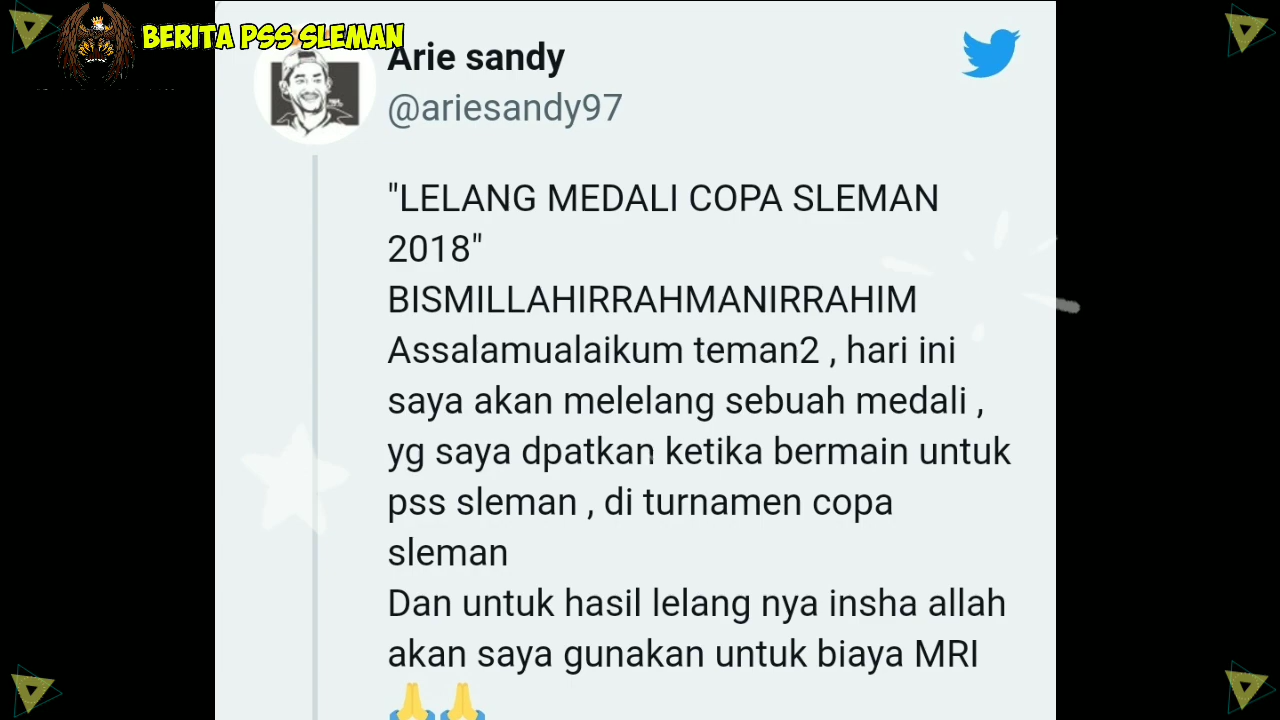 BERITA PSS SLEMAN
Arie sandy
@ariesandy97
"LELANG MEDALI COPA SLEMAN
2018"
BISMILLAHIRRAHMANIRRAHIM
Assalamualaikum teman2 , hari ini
saya akan melelang sebuah medali ,
yg saya dpatkan ketika bermain untuk
pss sleman , di turnamen copa
sleman
Dan untuk hasil lelang nya insha allah
akan saya gunakan untuk biaya MRI
🙏🙏